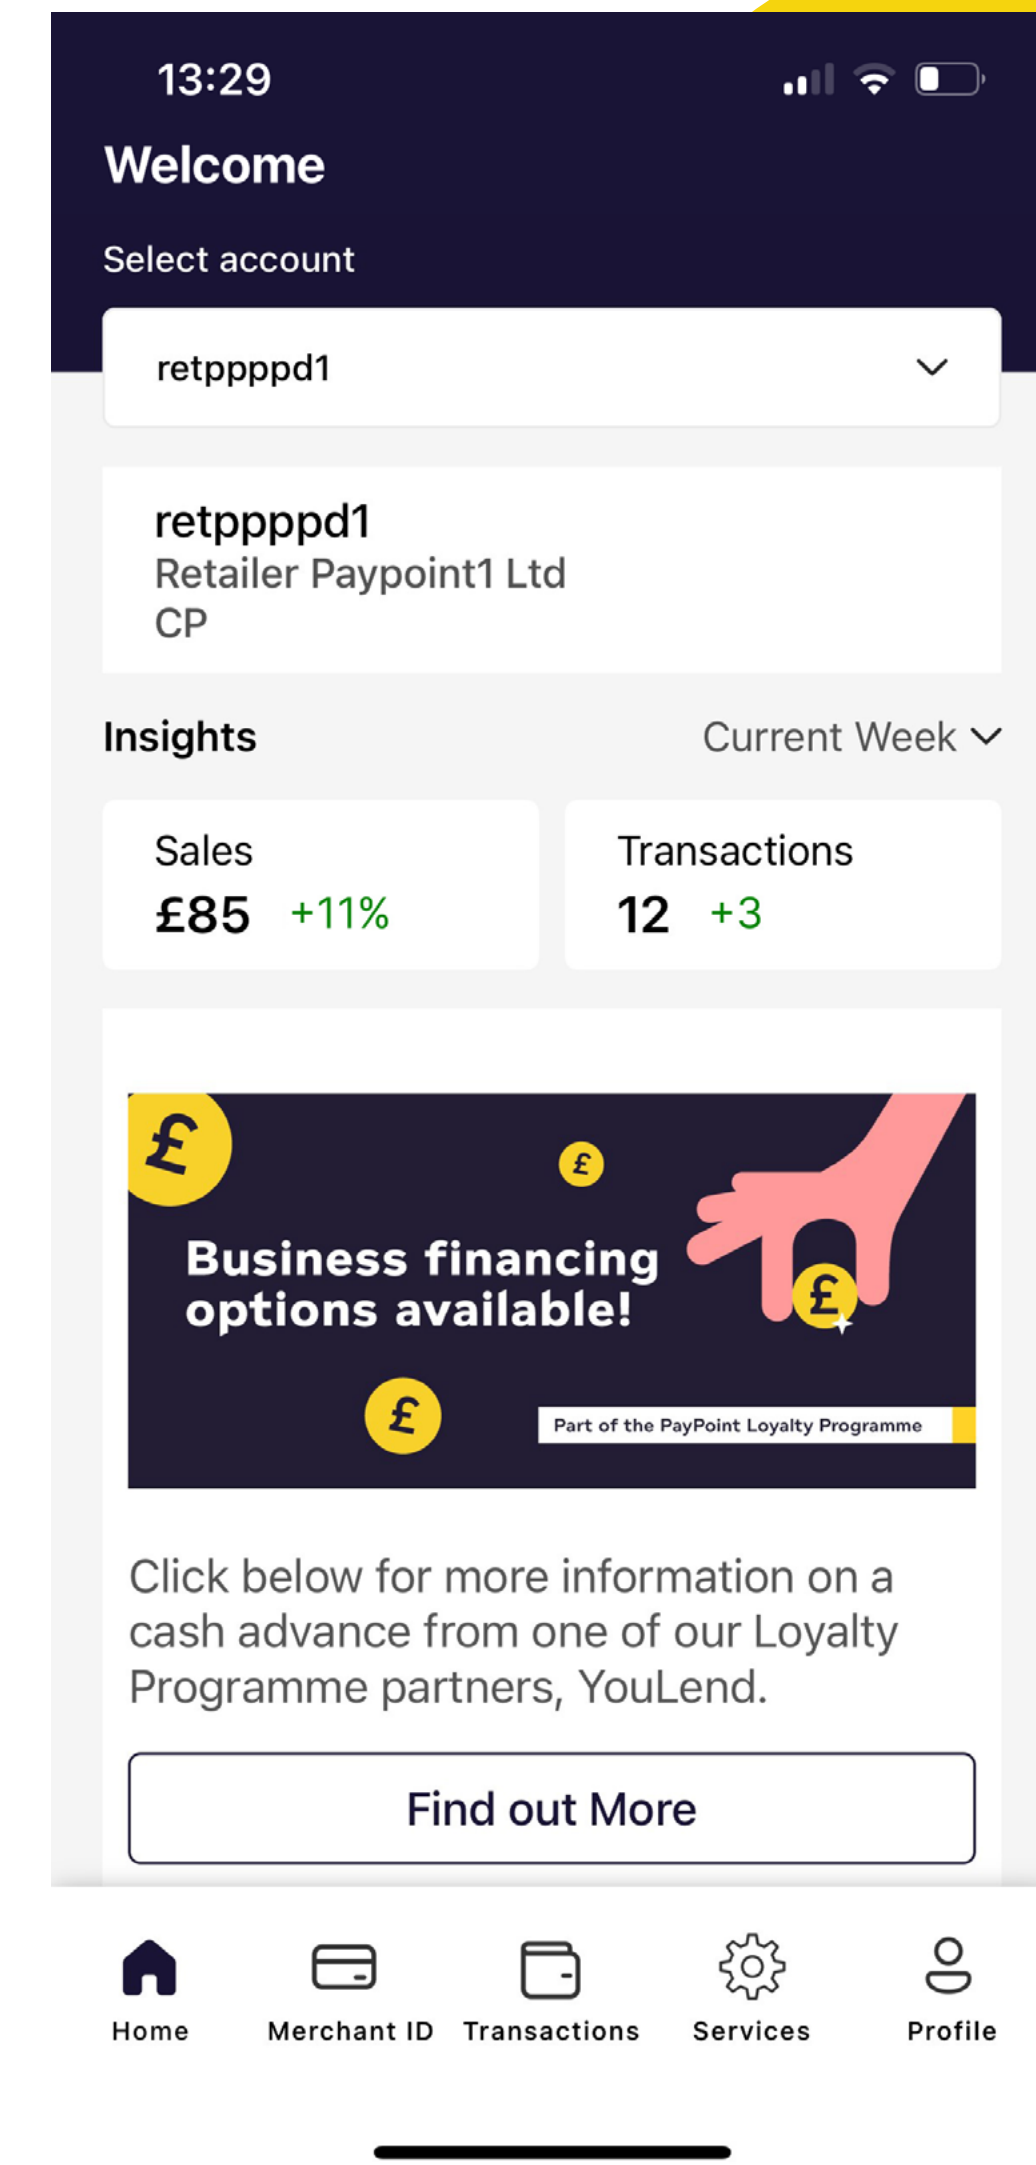 13:29
Welcome
Select account
retppppd1
retppppd1
Retailer Paypoint1 Ltd
CP
Insights
Current Week
Sales
Transactions
£85 +11%
12 +3
£
£
Business financing
options available!
£
£
Part of the PayPoint Loyalty Programme
Click below for more information on a
cash advance from one of our Loyalty
Programme partners, YouLend.
Find out More
Home
Merchant ID
Transactions
Services
Profile